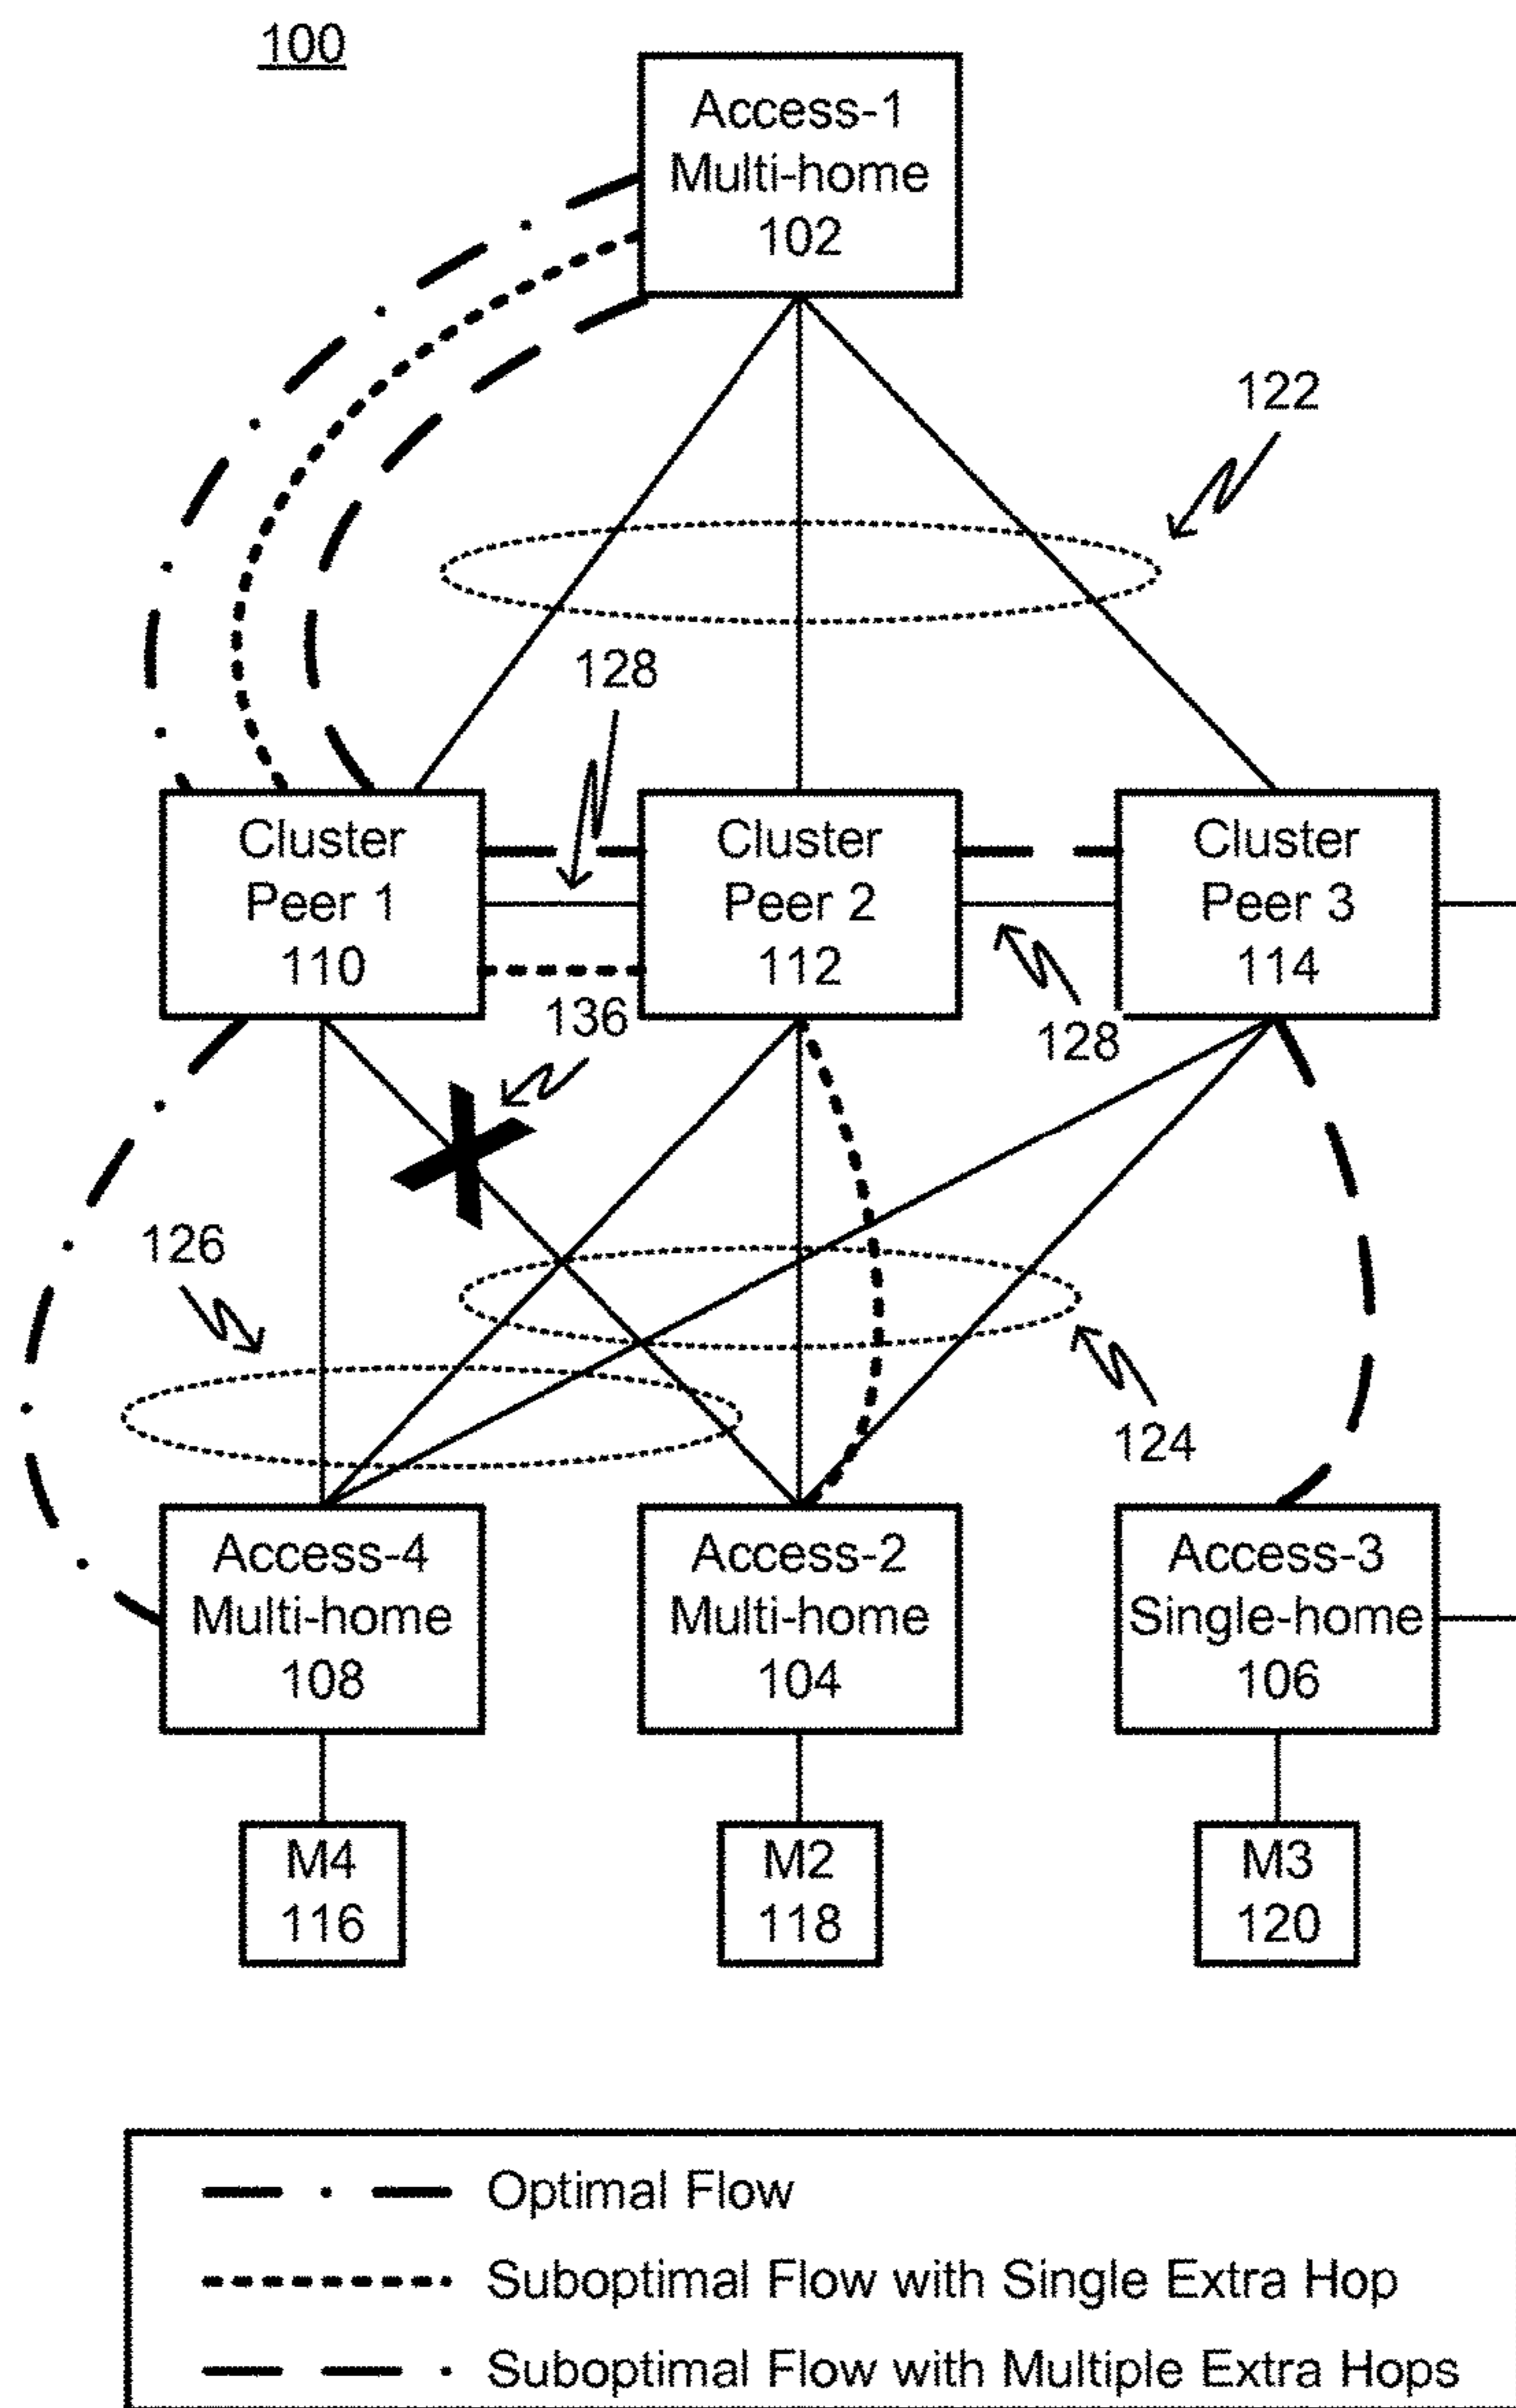 100
Access-1
Multi-home
102
122
128
Cluster
Peer 1
110
Cluster
Peer 2
112
Cluster
Peer 3
114
136
128
126
124
Access-4
Multi-home
108
Access-2
Multi-home
104
Access-3
Single-home
106
M4
116
M2
118
M3
120
Optimal Flow
Suboptimal Flow with Single Extra Hop
Suboptimal Flow with Multiple Extra Hops